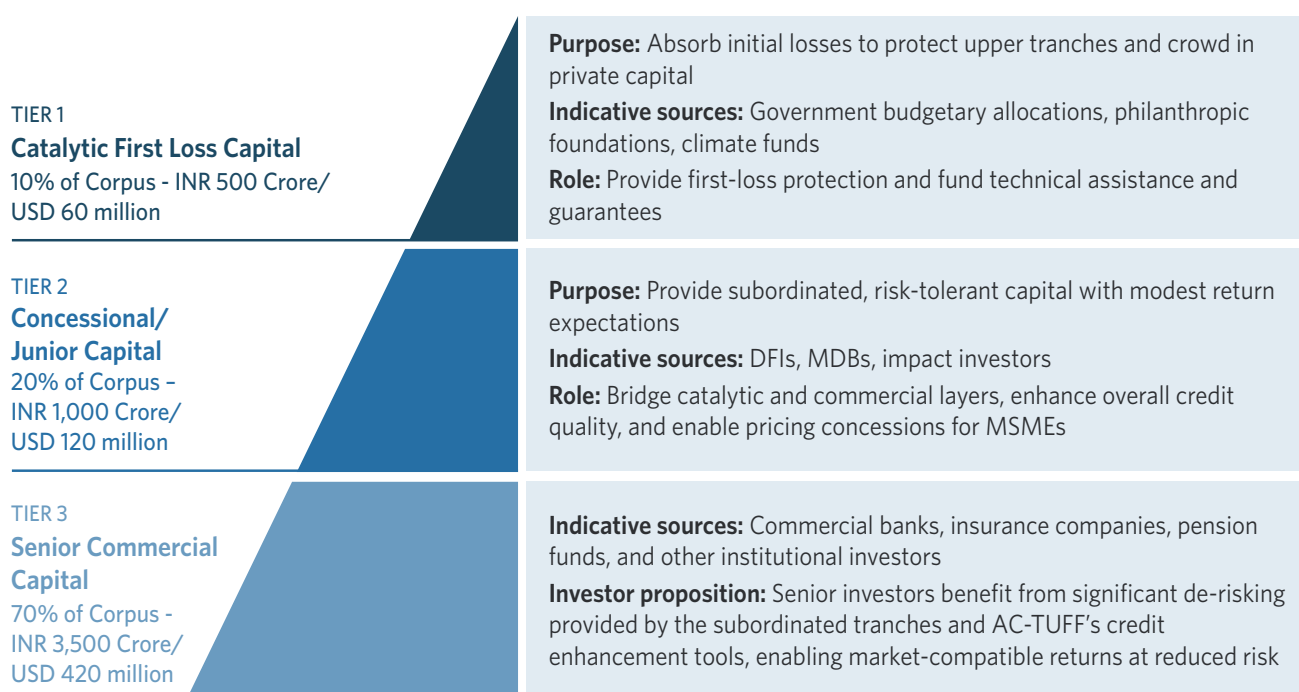 TIER 1
Catalytic First Loss Capital
10% of Corpus - INR 500 Crore/
USD 60 million
Purpose: Absorb initial losses to protect upper tranches and crowd in
private capital
Indicative sources: Government budgetary allocations, philanthropic
foundations, climate funds
Role: Provide first-loss protection and fund technical assistance and
guarantees
TIER 2
Concessional/
Junior Capital
20% of Corpus –
INR 1,000 Crore/
USD 120 million
Purpose: Provide subordinated, risk-tolerant capital with modest return
expectations
Indicative sources: DFIs, MDBs, impact investors
Role: Bridge catalytic and commercial layers, enhance overall credit
quality, and enable pricing concessions for MSMEs
TIER 3
Senior Commercial
Capital
70% of Corpus -
INR 3,500 Crore/
USD 420 million
Indicative sources: Commercial banks, insurance companies, pension
funds, and other institutional investors
Investor proposition: Senior investors benefit from significant de-risking
provided by the subordinated tranches and AC-TUFF's credit
enhancement tools, enabling market-compatible returns at reduced risk